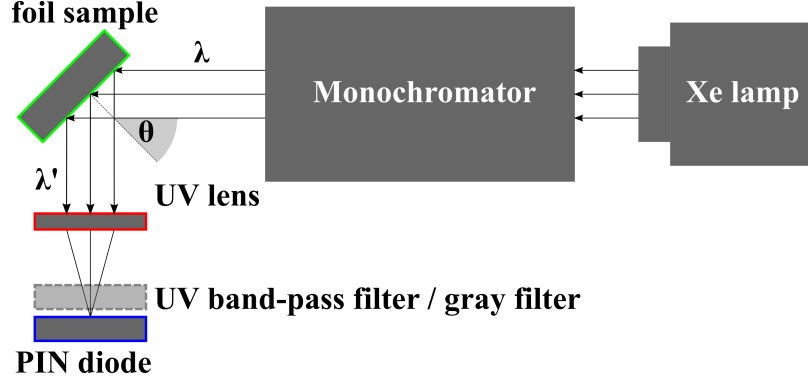 foil sample
λ
Monochromator
Xe lamp
θ
λ'
UV lens
UV band-pass filter / gray filter
PIN diode